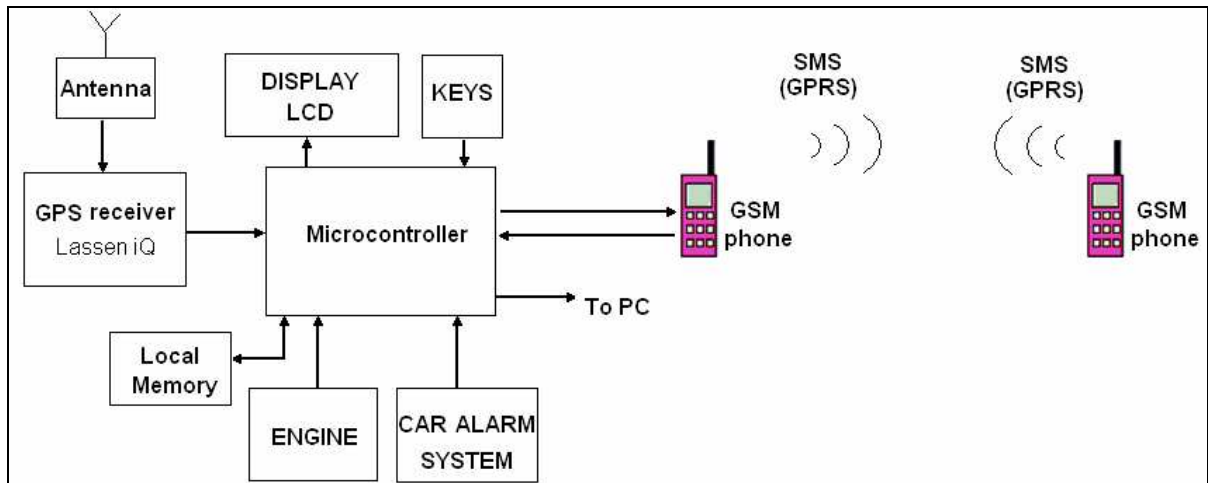 Antenna
DISPLAY
LCD
KEYS
SMS
(GPRS)
SMS
(GPRS)
GPS receiver
Lassen iQ
Microcontroller
GSM
phone
GSM
phone
To PC
Local
Memory
ENGINE
CAR ALARM
SYSTEM